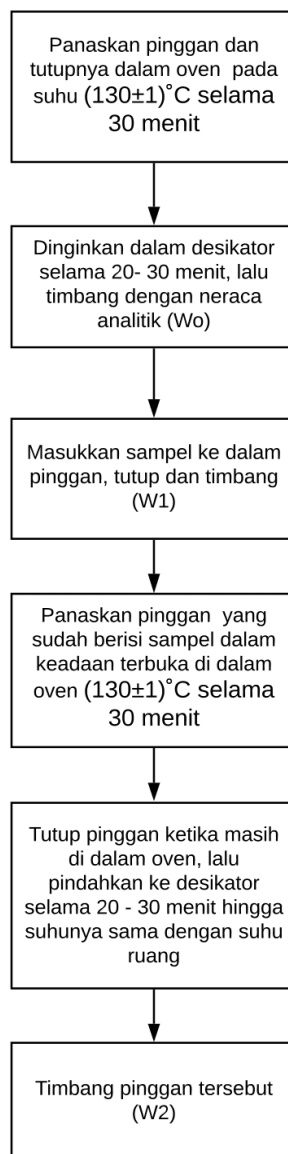 Panaskan pinggan dan
tutupnya dalam oven pada
suhu (130±1)˚C selama
30 menit
Dinginkan dalam desikator
selama 20- 30 menit, lalu
timbang dengan neraca
analitik (Wo)
Masukkan sampel ke dalam
pinggan, tutup dan timbang
(W1)
Panaskan pinggan yang
sudah berisi sampel dalam
keadaan terbuka di dalam
oven (130±1)˚C selama
30 menit
Tutup pinggan ketika masih
di dalam oven, lalu
pindahkan ke desikator
selama 20 - 30 menit hingga
suhunya sama dengan suhu
ruang
Timbang pinggan tersebut
(W2)